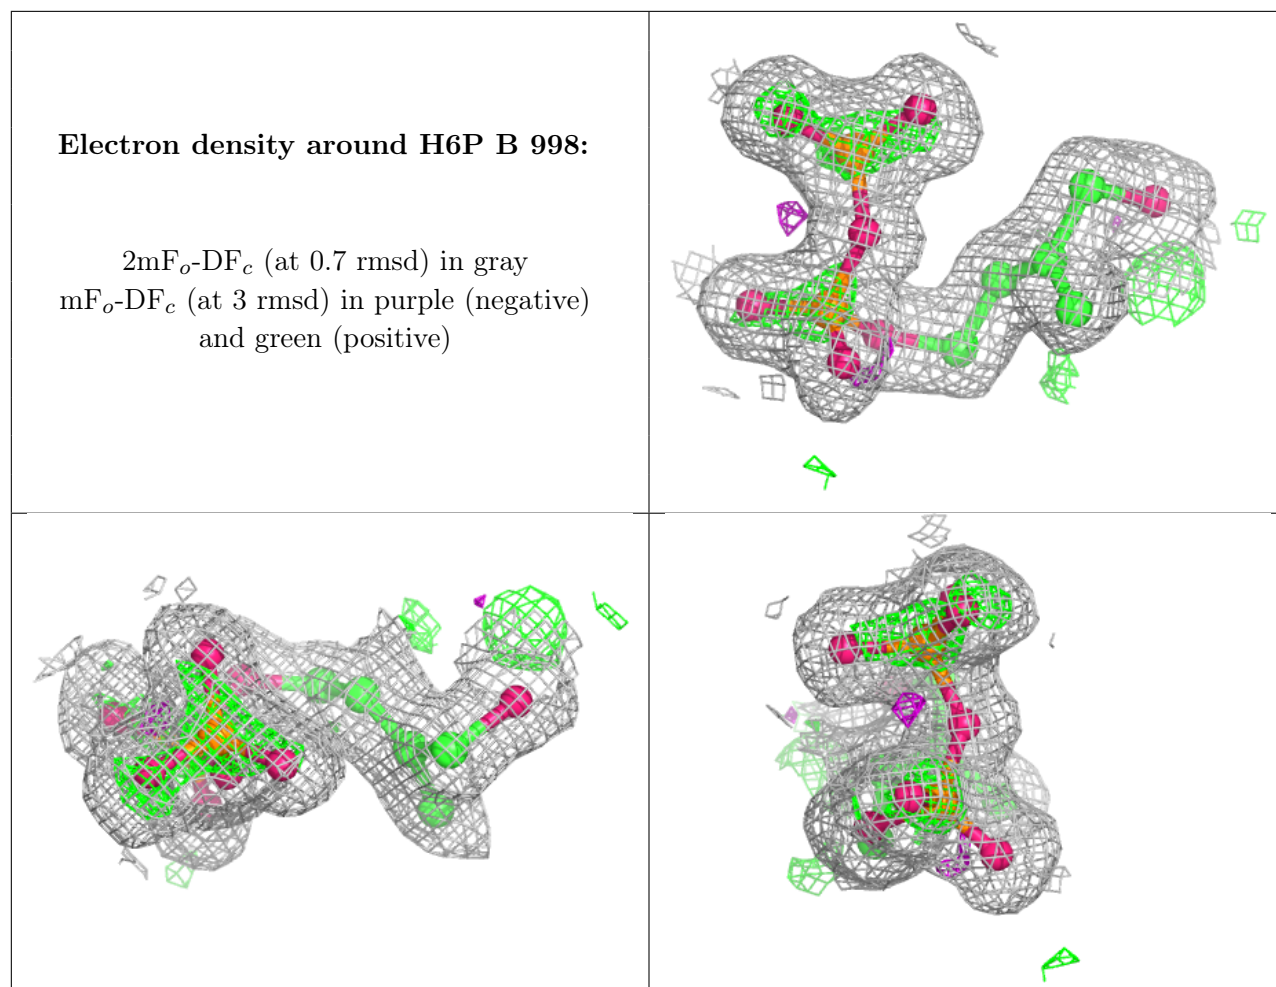 Electron density around H6P B 998:
2mFₒ-DF𝒸 (at 0.7 rmsd) in gray
mFₒ-DF𝒸 (at 3 rmsd) in purple (negative)
and green (positive)